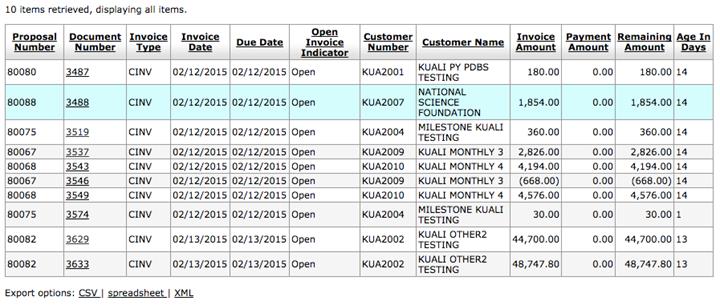 10 items retrieved, displaying all items.
Proposal Number Document Number Invoice Type Invoice Date Due Date Open Invoice Indicator Customer Number Customer Name Invoice Amount Payment Amount Remaining Amount Age In Days
80080 3487 CINV 02/12/2015 02/12/2015 Open KUA2001 KUALI PY PDBS TESTING 180.00 0.00 180.00 14
80088 3488 CINV 02/12/2015 02/12/2015 Open KUA2007 NATIONAL SCIENCE FOUNDATION 1,854.00 0.00 1,854.00 14
80075 3519 CINV 02/12/2015 02/12/2015 Open KUA2004 MILESTONE KUALI TESTING 360.00 0.00 360.00 14
80067 3537 CINV 02/12/2015 02/12/2015 Open KUA2009 KUALI MONTHLY 3 2,826.00 0.00 2,826.00 14
80068 3543 CINV 02/12/2015 02/12/2015 Open KUA2010 KUALI MONTHLY 4 4,194.00 0.00 4,194.00 14
80067 3546 CINV 02/12/2015 02/12/2015 Open KUA2009 KUALI MONTHLY 3 (668.00) 0.00 (668.00) 14
80068 3549 CINV 02/12/2015 02/12/2015 Open KUA2010 KUALI MONTHLY 4 4,576.00 0.00 4,576.00 14
80075 3574 CINV 02/12/2015 02/12/2015 Open KUA2004 MILESTONE KUALI TESTING 30.00 0.00 30.00 1
80082 3629 CINV 02/13/2015 02/13/2015 Open KUA2002 KUALI OTHER2 TESTING 44,700.00 0.00 44,700.00 13
80082 3633 CINV 02/13/2015 02/13/2015 Open KUA2002 KUALI OTHER2 TESTING 48,747.80 0.00 48,747.80 13
Export options: CSV | spreadsheet | XML